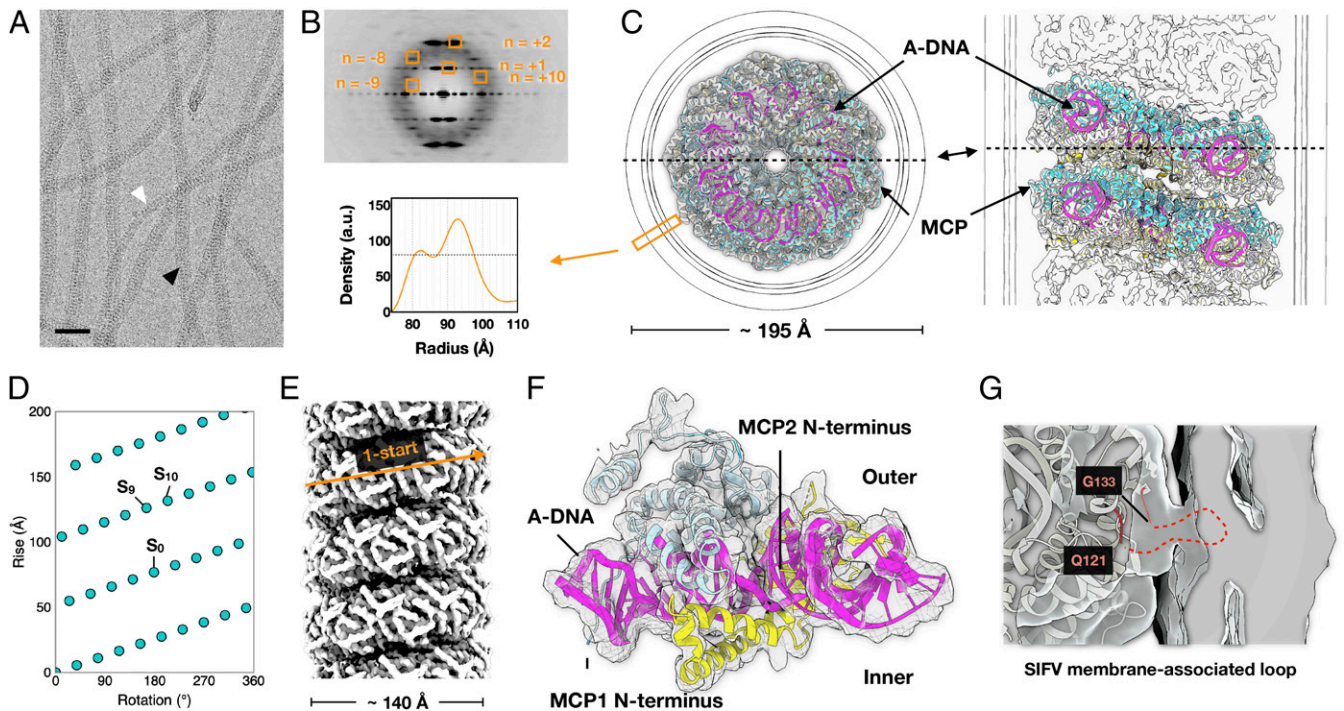 A
B
n = +2
n = -8
n = +1
n = +10
n = -9
150
100
50
0
Density (a.u.)
80
90
100
110
Radius (Å)
C
A-DNA
MCP
~ 195 Å
D
200
150
100
50
0
Rise (Å)
S9
S10
S0
0
90
180
270
360
Rotation (°)
E
1-start
~ 140 Å
F
MCP2 N-terminus
Outer
A-DNA
Inner
MCP1 N-terminus
G
G133
Q121
SIFV membrane-associated loop